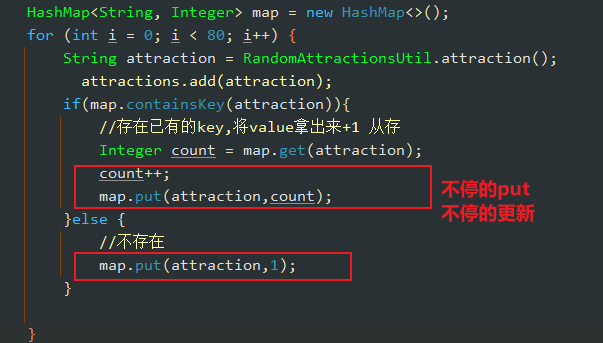 HashMap<String, Integer> map = new HashMap<>();
for (int i = 0; i < 80; i++) {
String attraction = RandomAttractionsUtil.attraction();
attractions.add(attraction);
if(map.containsKey(attraction)){
//存在已有的key,将value拿出来+1 从存
Integer count = map.get(attraction);
count++;
map.put(attraction,count);
不停的put
不停的更新
}else {
//不存在
map.put(attraction,1);
}
}